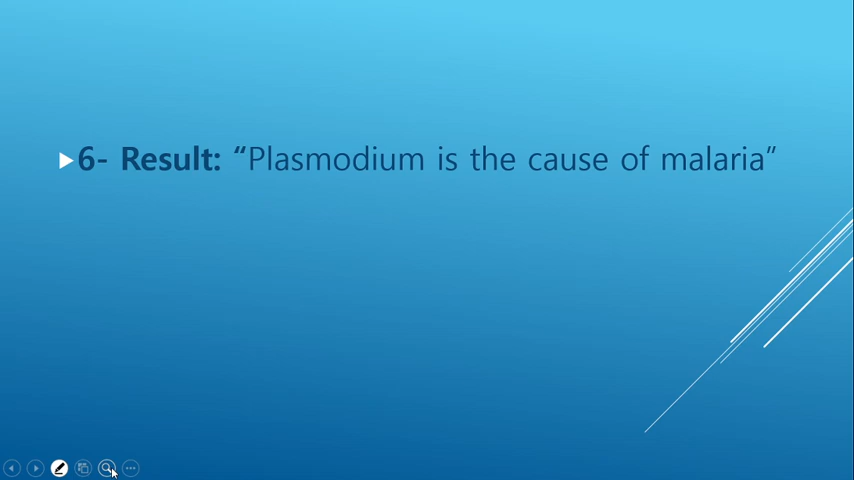 6- Result: “Plasmodium is the cause of malaria”